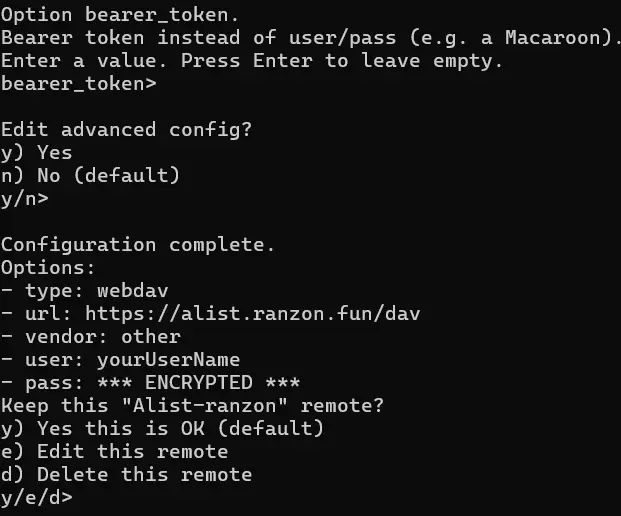 Option bearer_token.
Bearer token instead of user/pass (e.g. a Macaroon).
Enter a value. Press Enter to leave empty.
bearer_token>
Edit advanced config?
y) Yes
n) No (default)
y/n>
Configuration complete.
Options:
- type: webdav
- url: https://alist.ranzon.fun/dav
- vendor: other
- user: yourUserName
- pass: *** ENCRYPTED ***
Keep this "Alist-ranzon" remote?
y) Yes this is OK (default)
e) Edit this remote
d) Delete this remote
y/e/d>